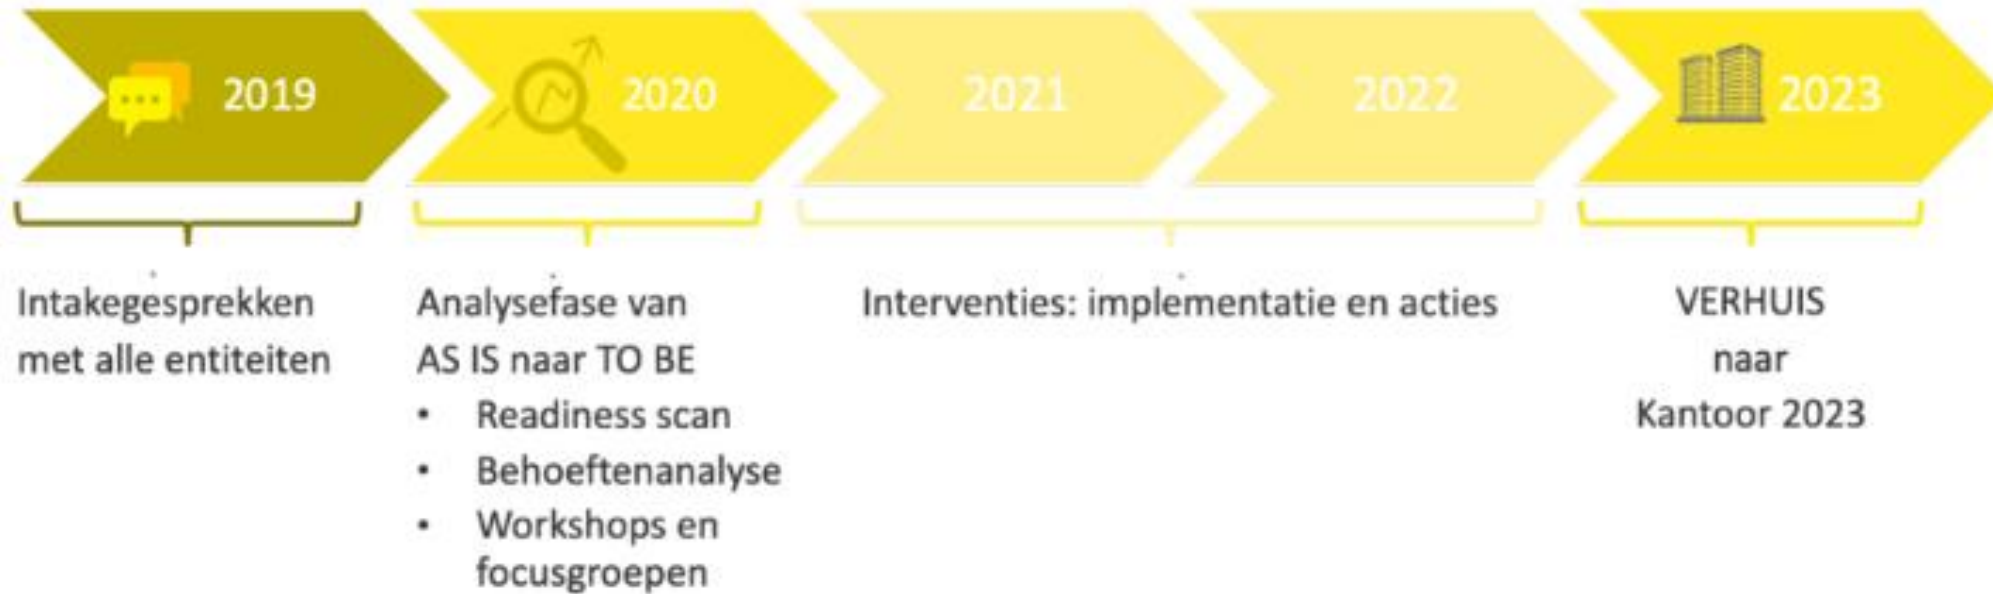 2019
2020
2021
2022
2023
Intakegesprekken
met alle entiteiten
Analysefase van
AS IS naar TO BE
• Readiness scan
• Behoeftenanalyse
• Workshops en
focusgroepen
Interventies: implementatie en acties
VERHUIS
naar
Kantoor 2023